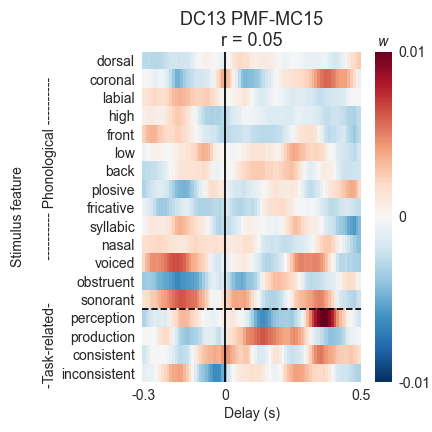 DC13 PMF-MC15
r = 0.05
w
dorsal
coronal
labial
high
front
low
back
plosive
fricative
syllabic
nasal
voiced
obstruent
sonorant
perception
production
consistent
inconsistent
Stimulus feature
-Task-related- ---------- Phonological ----------
0.01
0
-0.01
-0.3 0 0.5
Delay (s)